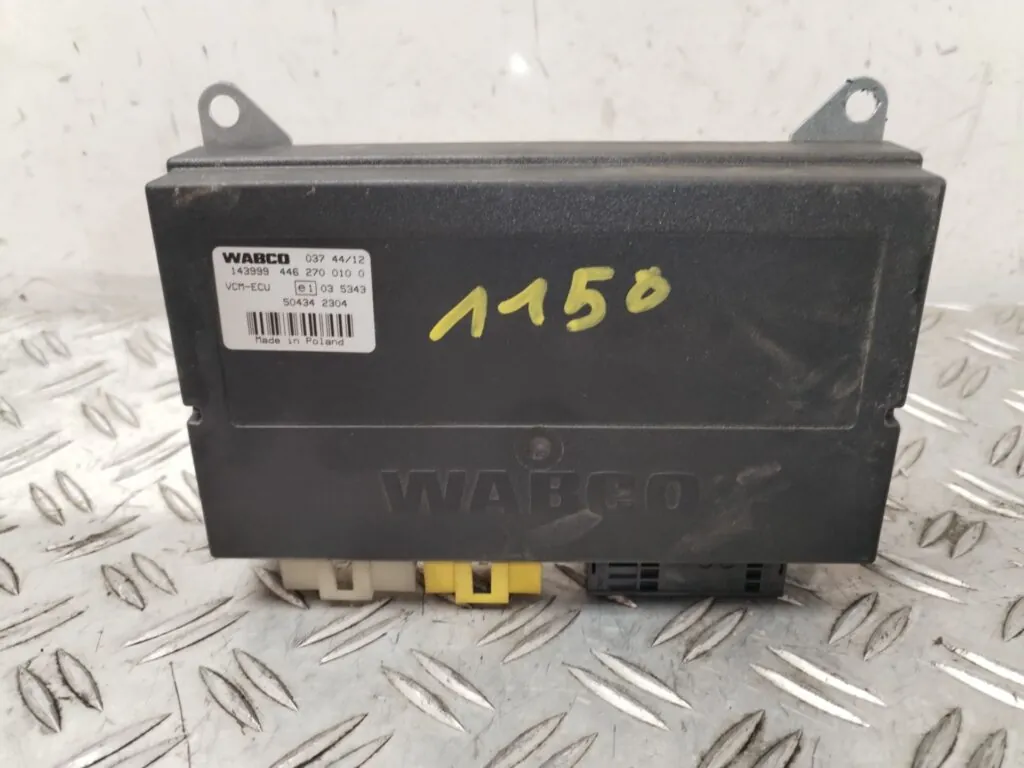 WABCO 037 44/12
143999 446 270 010 0
VCM-ECU e1 03 5343
50434 2304
Made in Poland
1150
WABCO